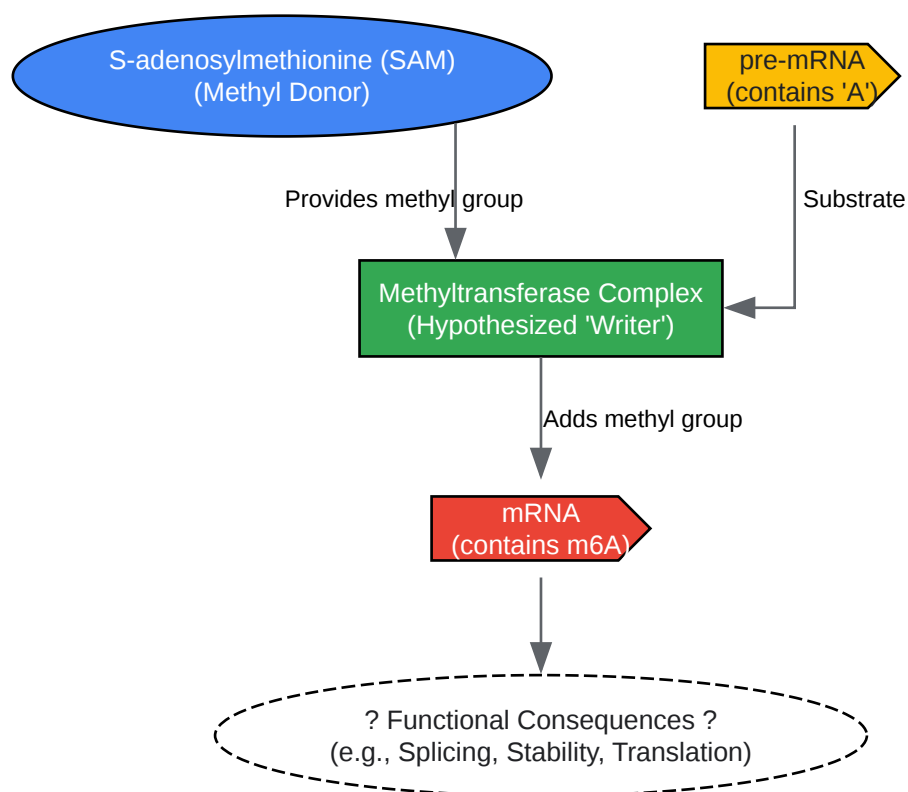 S-adenosylmethionine (SAM)
(Methyl Donor)
pre-mRNA
(contains 'A')
Provides methyl group
Substrate
Methyltransferase Complex
(Hypothesized 'Writer')
Adds methyl group
mRNA
(contains m6A)
? Functional Consequences ?
(e.g., Splicing, Stability, Translation)